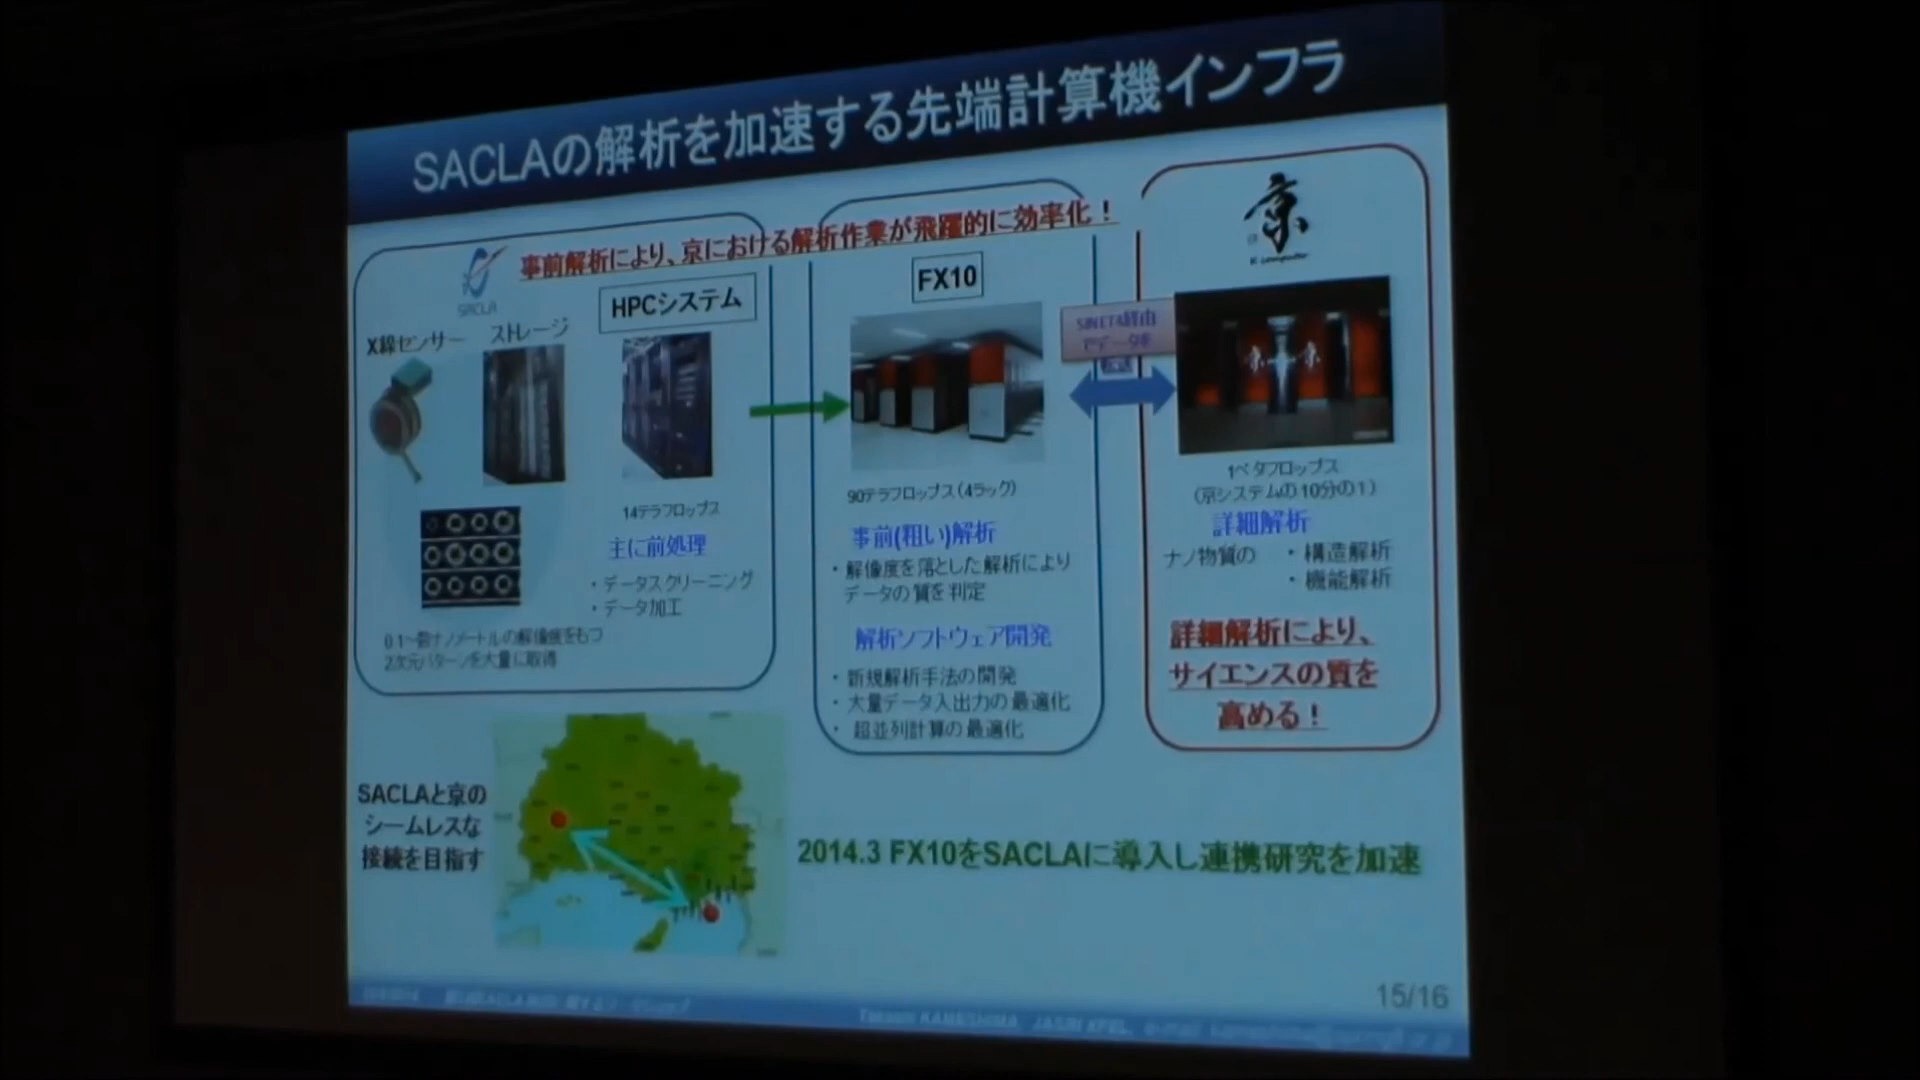 SACLAの解析を加速する先端計算機インフラ
事前解析により、京における解析作業が飛躍的に効率化！
SACLA
X線センサー
ストレージ
HPCシステム
14テラフロップス
主に前処理
・データスクリーニング
・データ加工
0.1～数ナノメートルの解像度をもつ
2次元パターンを大量に取得
FX10
90テラフロップス（4ラック）
事前(粗い)解析
・解像度を落とした解析により
データの質を判定
解析ソフトウェア開発
・新規解析手法の開発
・大量データ入出力の最適化
・超並列計算の最適化
SINET4経由
でデータを
転送
京
K computer
京
京
1ペタフロップス
（京システムの10分の1）
詳細解析
ナノ物質の ・構造解析
・機能解析
詳細解析により、
サイエンスの質を
高める！
SACLAと京の
シームレスな
接続を目指す
2014.3 FX10をSACLAに導入し連携研究を加速
15/16
KAMESHIMA, JASRI XFEL, e-mail